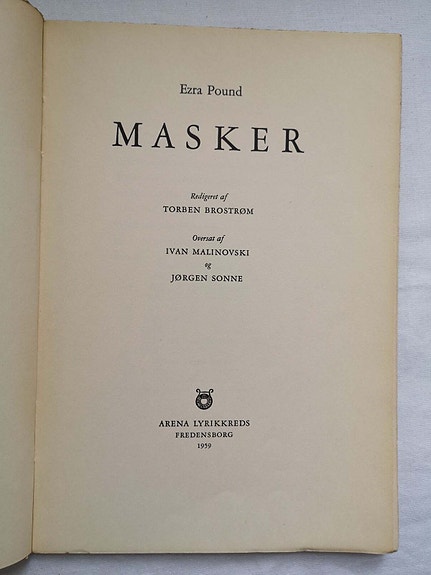 Ezra Pound
MASKER
Redigeret af
TORBEN BROSTRØM
Oversat af
IVAN MALINOVSKI
og
JØRGEN SONNE
ARENA LYRIKKREDS
FREDENSBORG
1959